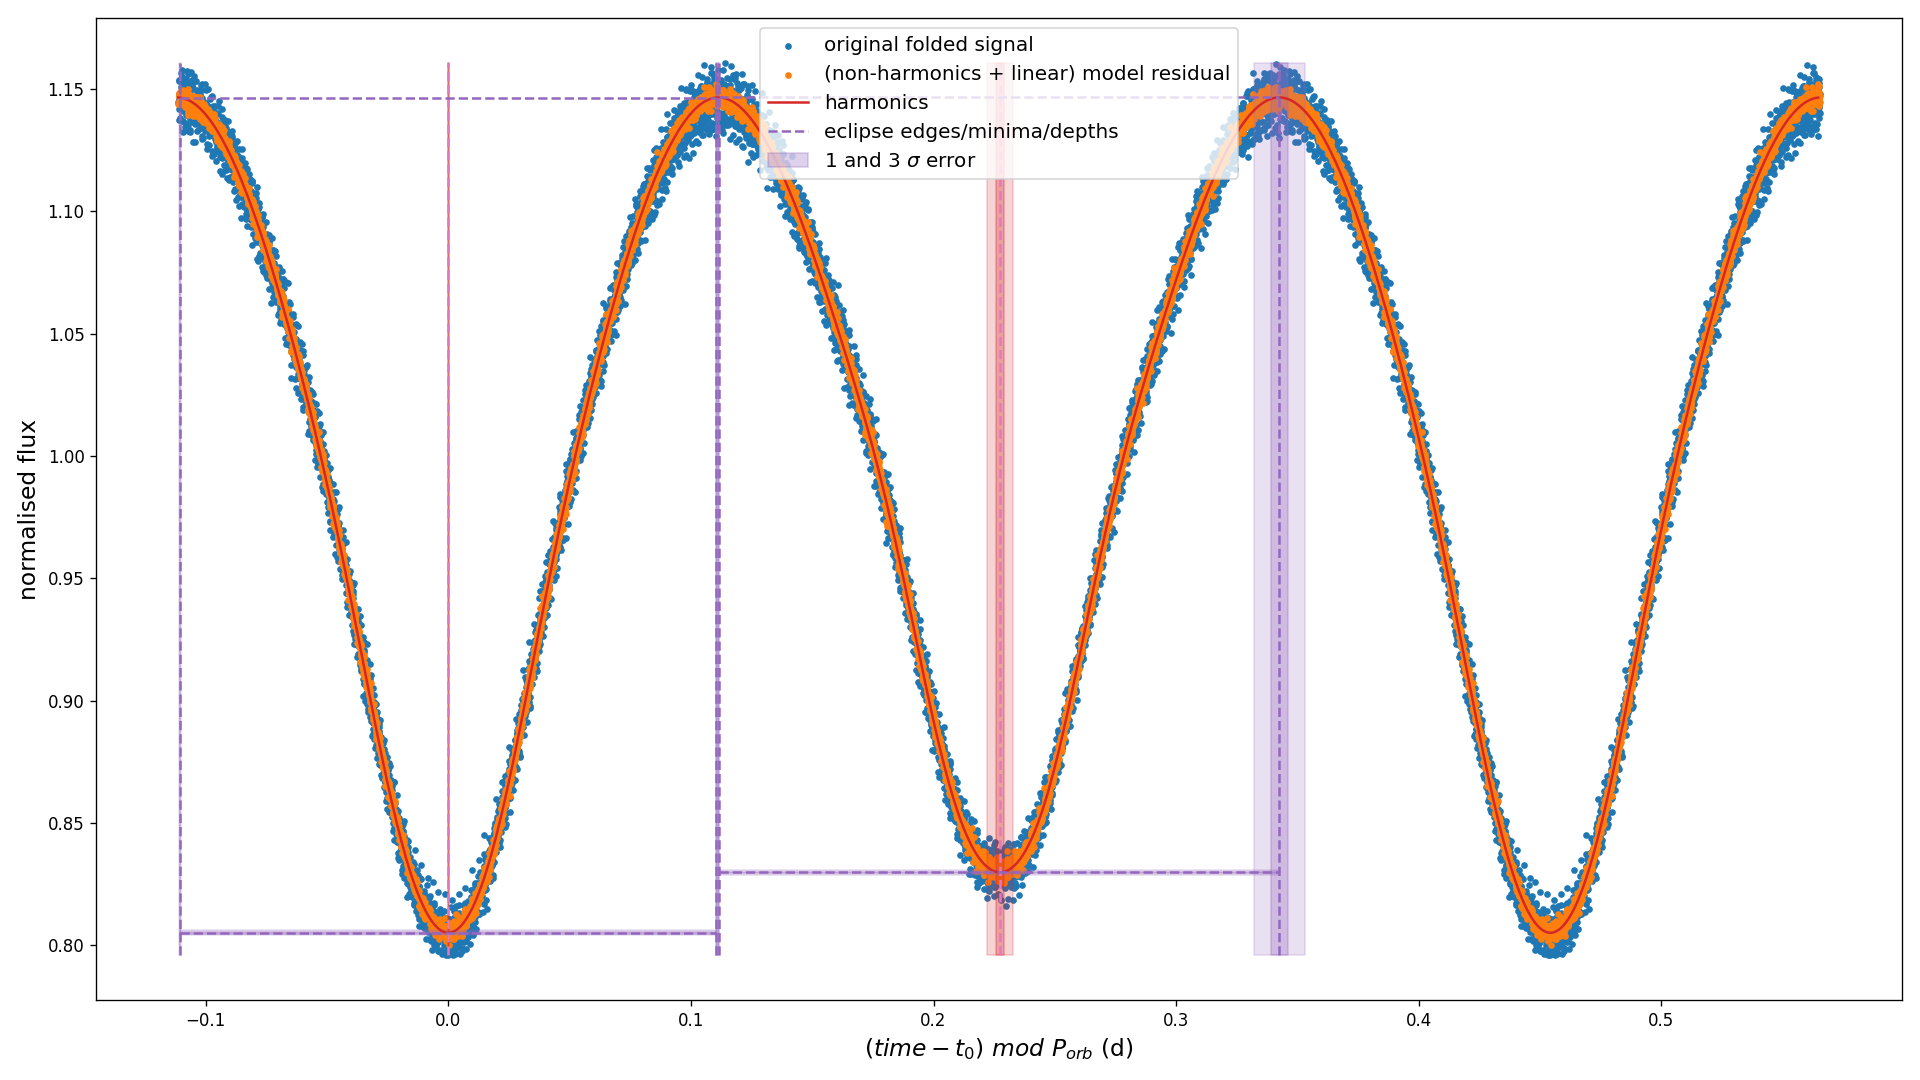 original folded signal
(non-harmonics + linear) model residual
harmonics
eclipse edges/minima/depths
1 and 3 σ error
normalised flux
1.15
1.10
1.05
1.00
0.95
0.90
0.85
0.80
−0.1
0.0
0.1
0.2
0.3
0.4
0.5
(time − t₀) mod P_orb (d)